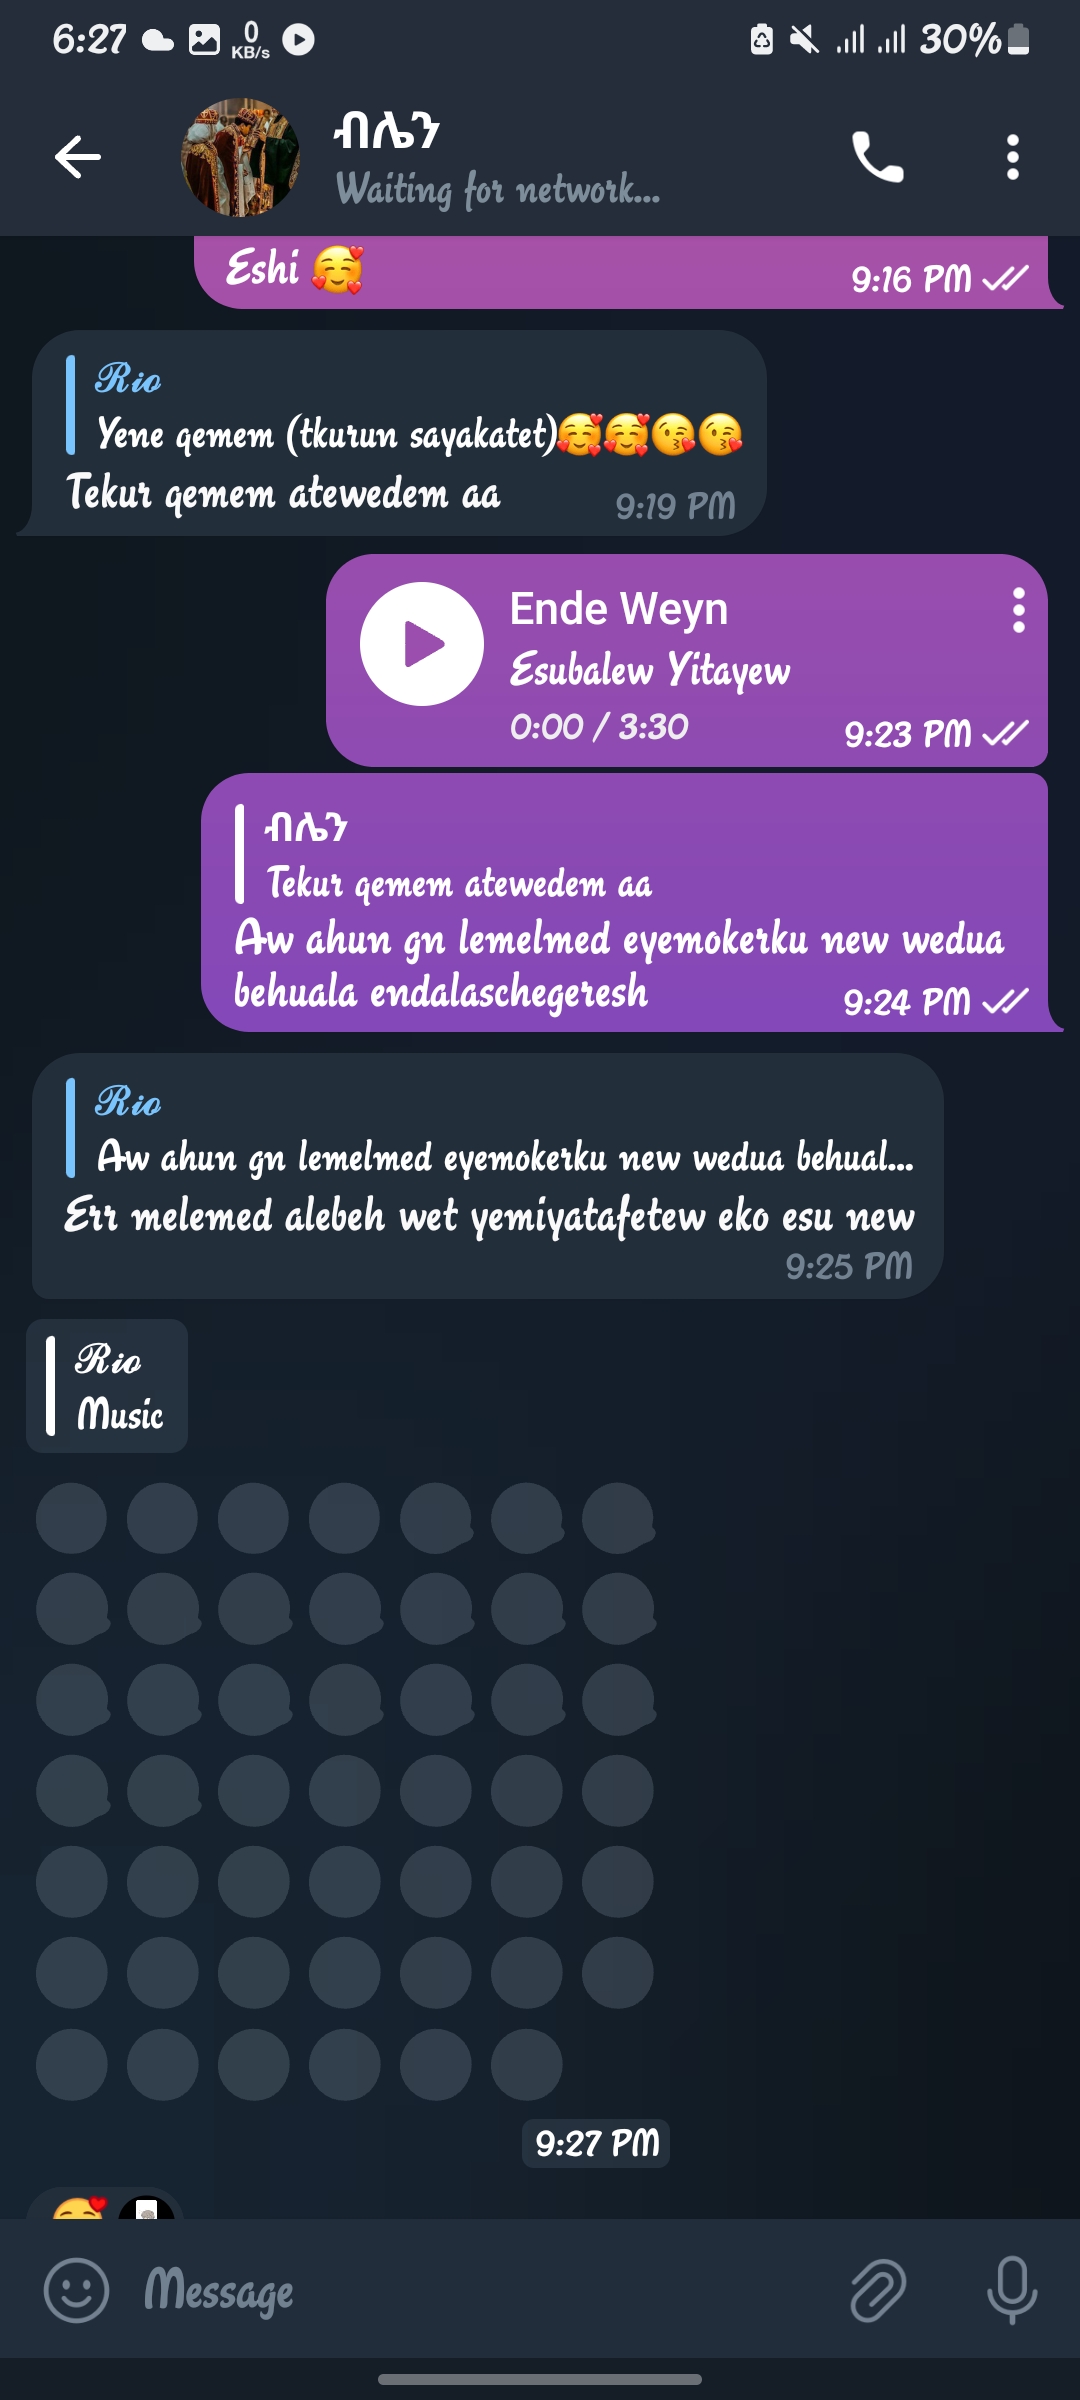 6:27
0
KB/s
30%
ብሌን
Waiting for network...
Eshi 🥰
9:16 PM
Rio
Yene qemem (tkurun sayakatet)🥰🥰😘😘
Tekur qemem atewedem aa
9:19 PM
Ende Weyn
Esubalew Yitayew
0:00 / 3:30
9:23 PM
ብሌን
Tekur qemem atewedem aa
Aw ahun gn lemelmed eyemokerku new wedua
behuala endalaschegeresh
9:24 PM
Rio
Aw ahun gn lemelmed eyemokerku new wedua behual...
Err melemed alebeh wet yemiyatafetew eko esu new
9:25 PM
Rio
Music
9:27 PM
Message